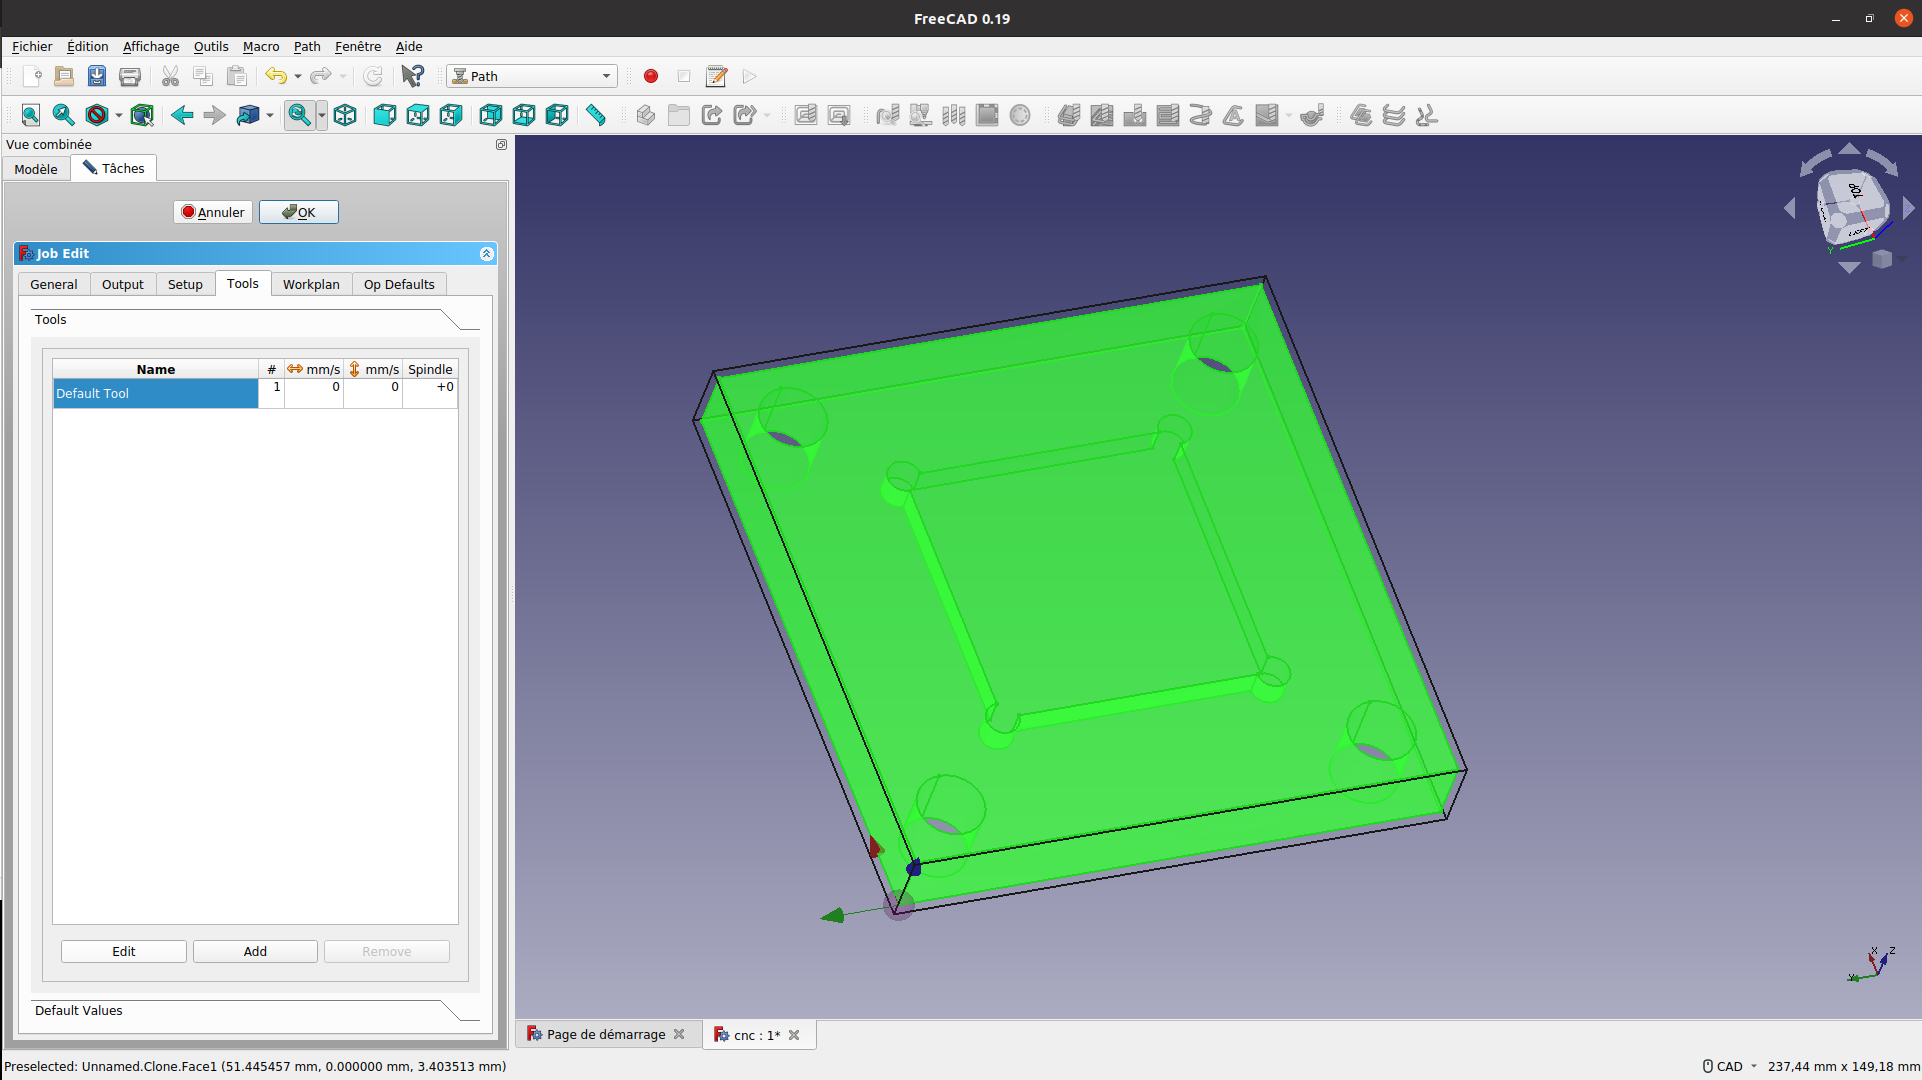 FreeCAD 0.19
Fichier Édition Affichage Outils Macro Path Fenêtre Aide
Path
Vue combinée
Modèle Tâches
Annuler OK
Job Edit
General Output Setup Tools Workplan Op Defaults
Tools
Name # mm/s mm/s Spindle
Default Tool 1 0 0 +0
Edit Add Remove
Default Values
Y
X Z
Y
Page de démarrage cnc : 1*
Preselected: Unnamed.Clone.Face1 (51.445457 mm, 0.000000 mm, 3.403513 mm)
CAD 237,44 mm x 149,18 mm